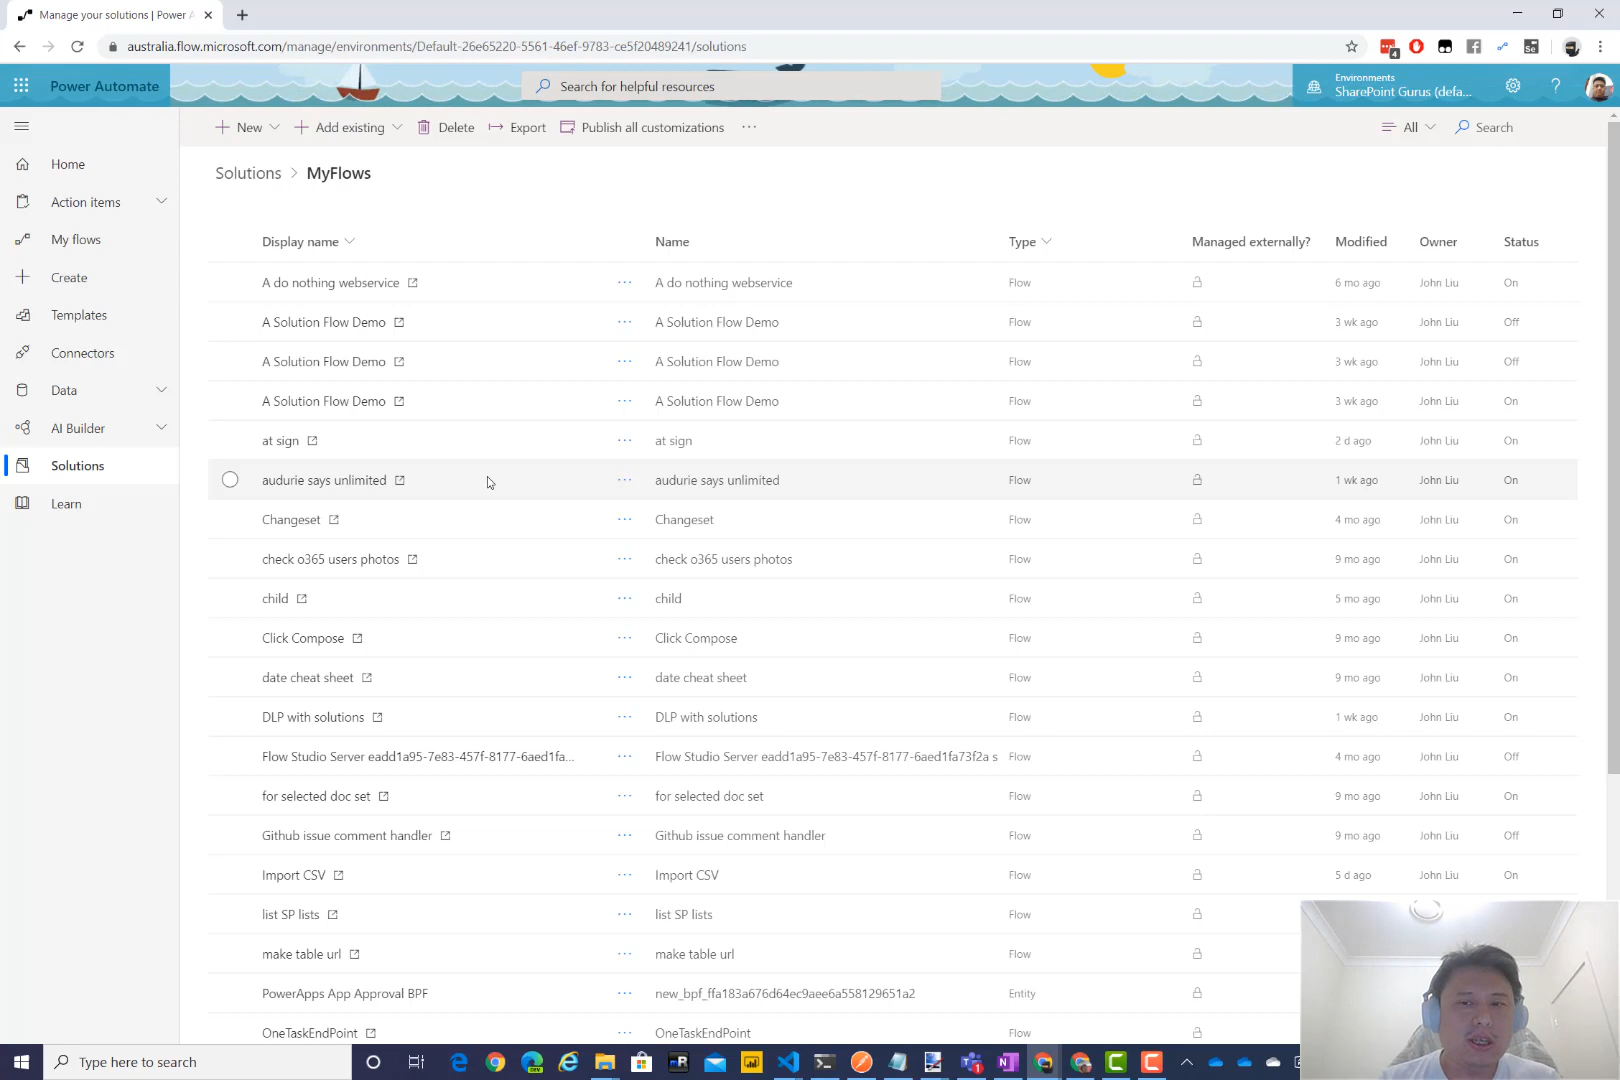 Manage your solutions | Power A
australia.flow.microsoft.com/manage/environments/Default-26e65220-5561-46ef-9783-ce5f20489241/solutions
4
Power Automate
Search for helpful resources
Environments
SharePoint Gurus (defa...
New
Add existing
Delete
Export
Publish all customizations
All
Search
Home
Action items
My flows
Create
Templates
Connectors
Data
AI Builder
Solutions
Learn
Solutions > MyFlows
Display name Name Type Managed externally? Modified Owner Status
A do nothing webservice ··· A do nothing webservice Flow 6 mo ago John Liu On
A Solution Flow Demo ··· A Solution Flow Demo Flow 3 wk ago John Liu Off
A Solution Flow Demo ··· A Solution Flow Demo Flow 3 wk ago John Liu Off
A Solution Flow Demo ··· A Solution Flow Demo Flow 3 wk ago John Liu On
at sign ··· at sign Flow 2 d ago John Liu On
audurie says unlimited ··· audurie says unlimited Flow 1 wk ago John Liu On
Changeset ··· Changeset Flow 4 mo ago John Liu On
check o365 users photos ··· check o365 users photos Flow 9 mo ago John Liu On
child ··· child Flow 5 mo ago John Liu On
Click Compose ··· Click Compose Flow 9 mo ago John Liu On
date cheat sheet ··· date cheat sheet Flow 9 mo ago John Liu On
DLP with solutions ··· DLP with solutions Flow 1 wk ago John Liu On
Flow Studio Server eadd1a95-7e83-457f-8177-6aed1fa... ··· Flow Studio Server eadd1a95-7e83-457f-8177-6aed1fa73f2a s Flow 4 mo ago John Liu Off
for selected doc set ··· for selected doc set Flow 9 mo ago John Liu On
Github issue comment handler ··· Github issue comment handler Flow 9 mo ago John Liu Off
Import CSV ··· Import CSV Flow 5 d ago John Liu On
list SP lists ··· list SP lists Flow
make table url ··· make table url Flow
PowerApps App Approval BPF ··· new_bpf_ffa183a676d64ec9aee6a558129651a2 Entity
OneTaskEndPoint ··· OneTaskEndPoint Flow
Type here to search